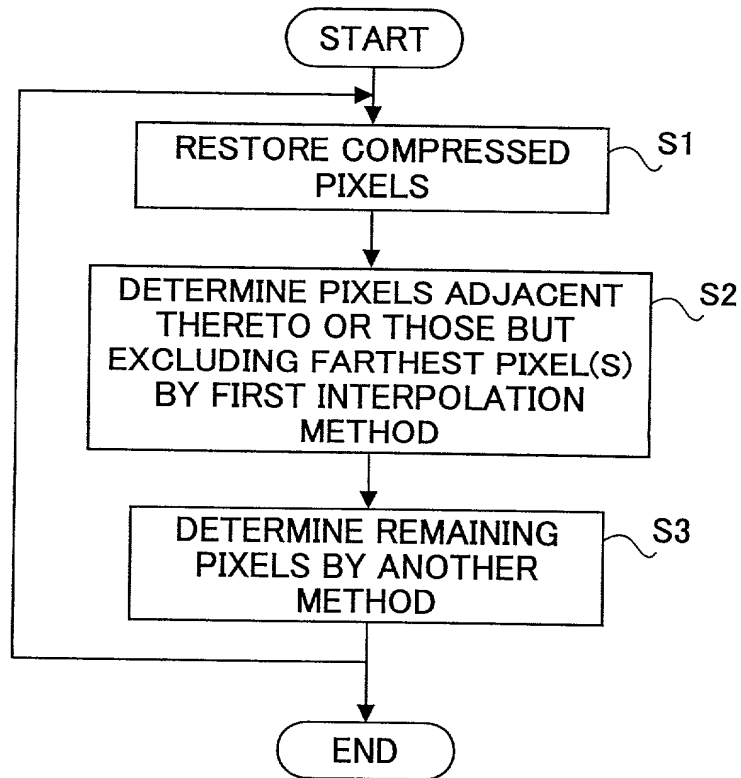 START
RESTORE COMPRESSED
PIXELS
S1
DETERMINE PIXELS ADJACENT
THERETO OR THOSE BUT
EXCLUDING FARTHEST PIXEL(S)
BY FIRST INTERPOLATION
METHOD
S2
DETERMINE REMAINING
PIXELS BY ANOTHER
METHOD
S3
END